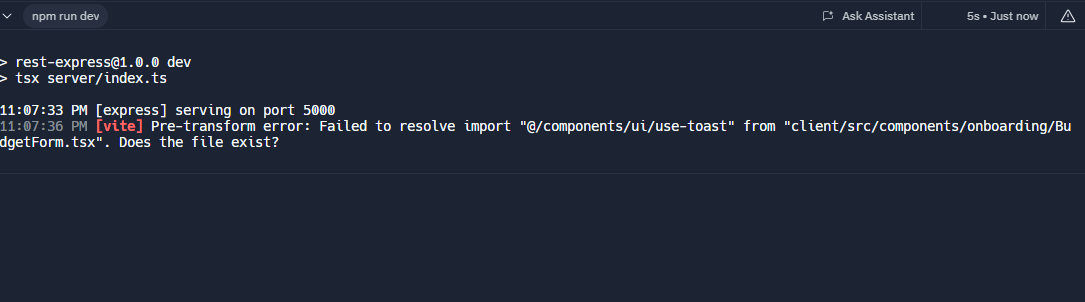 npm run dev
Ask Assistant
5s • Just now
> rest-express@1.0.0 dev
> tsx server/index.ts
11:07:33 PM [express] serving on port 5000
11:07:36 PM [vite] Pre-transform error: Failed to resolve import "@/components/ui/use-toast" from "client/src/components/onboarding/Bu
dgetForm.tsx". Does the file exist?